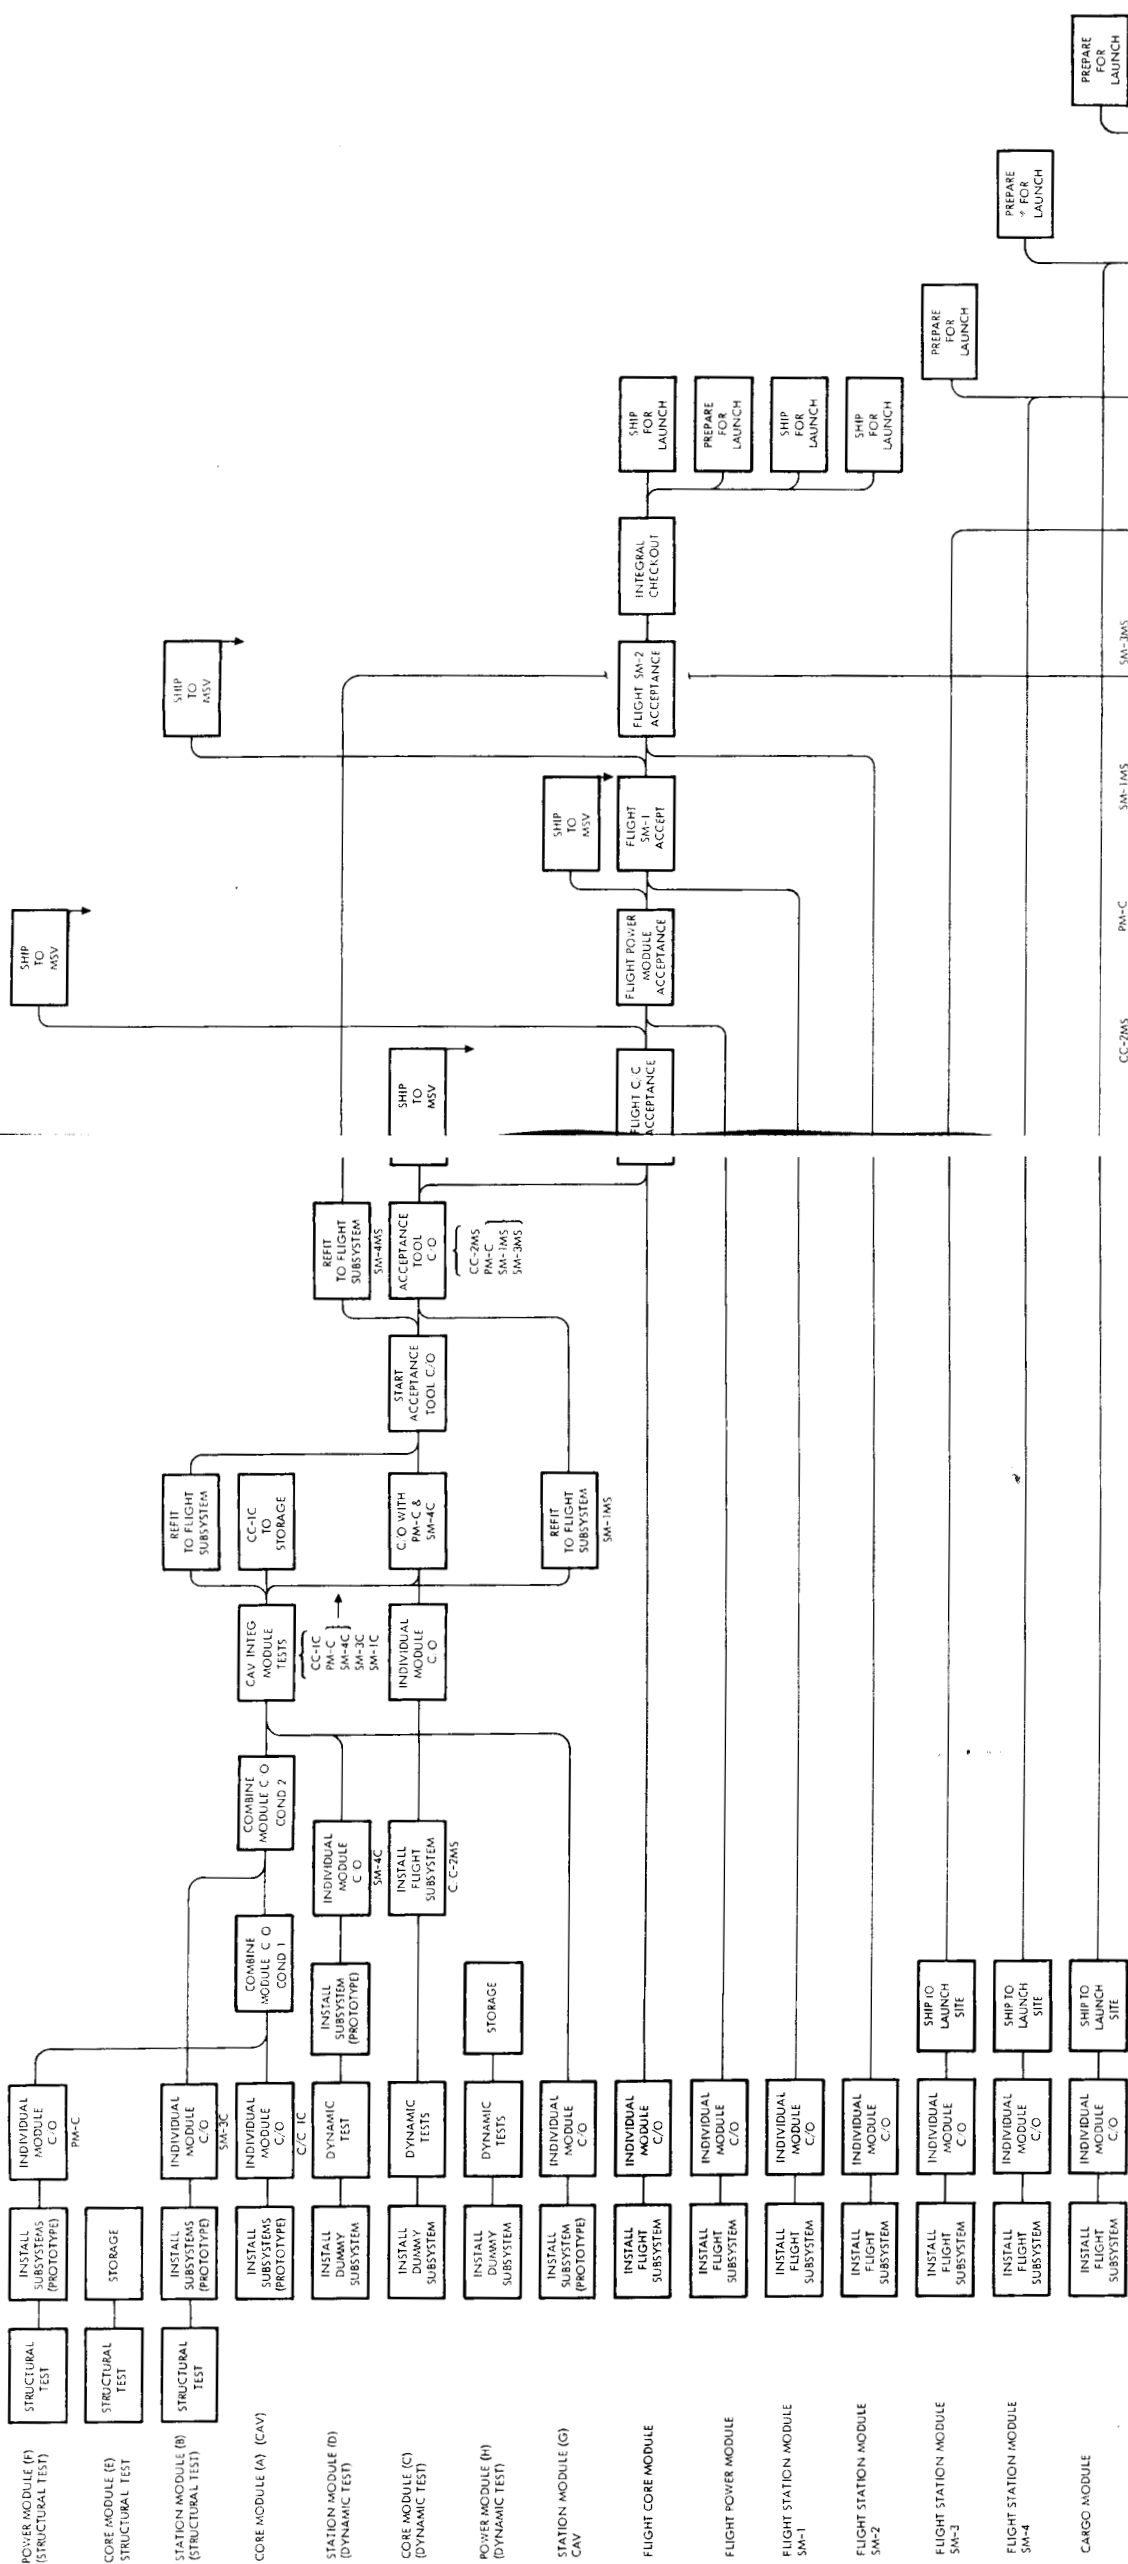 POWER MODULE (F)
(STRUCTURAL TEST)
STRUCTURAL
TEST
INSTALL
SUBSYSTEMS
(PROTOTYPE)
INDIVIDUAL
MODULE
C/O
PM-C
SHIP
TO
MSV
CORE MODULE (E)
STRUCTURAL TEST
STRUCTURAL
TEST
STORAGE
STATION MODULE (B)
(STRUCTURAL TEST)
STRUCTURAL
TEST
INSTALL
SUBSYSTEMS
(PROTOTYPE)
INDIVIDUAL
MODULE
C/O
SM-3C
REFIT
TO FLIGHT
SUBSYSTEM
SHIP
TO
MSV
CORE MODULE (A) (CAV)
INSTALL
SUBSYSTEMS
(PROTOTYPE)
INDIVIDUAL
MODULE
C/O
C/C 1C
COMBINE
MODULE C O
COND 1
COMBINE
MODULE C/O
COND 2
CAV INTEG
MODULE
TESTS
CC-1C
PM-C
SM-4C
SM-3C
SM-1C
CC-1C
TO
STORAGE
STATION MODULE (D)
(DYNAMIC TEST)
INSTALL
DUMMY
SUBSYSTEM
DYNAMIC
TEST
INSTALL
SUBSYSTEM
(PROTOTYPE)
INDIVIDUAL
MODULE
C/O
SM-4C
REFIT
TO FLIGHT
SUBSYSTEM
SM-4MS
CORE MODULE (C)
(DYNAMIC TEST)
INSTALL
DUMMY
SUBSYSTEM
DYNAMIC
TESTS
INSTALL
FLIGHT
SUBSYSTEM
C/C-2MS
INDIVIDUAL
MODULE
C/O
C/O WITH
PM-C &
SM-4C
START
ACCEPTANCE
TOOL C/O
ACCEPTANCE
TOOL
C/O
CC-2MS
PM-C
SM-1MS
SM-3MS
SHIP
TO
MSV
POWER MODULE (H)
(DYNAMIC TEST)
INSTALL
DUMMY
SUBSYSTEM
DYNAMIC
TESTS
STORAGE
STATION MODULE (G)
CAV
INSTALL
SUBSYSTEM
(PROTOTYPE)
INDIVIDUAL
MODULE
C/O
REFIT
TO FLIGHT
SUBSYSTEM
SM-1MS
SHIP
TO
MSV
FLIGHT CORE MODULE
INSTALL
FLIGHT
SUBSYSTEM
INDIVIDUAL
MODULE
C/O
FLIGHT C/C
ACCEPTANCE
FLIGHT POWER
MODULE
ACCEPTANCE
FLIGHT
SM-1
ACCEPT
FLIGHT SM-2
ACCEPTANCE
INTEGRAL
CHECKOUT
SHIP
FOR
LAUNCH
FLIGHT POWER MODULE
INSTALL
FLIGHT
SUBSYSTEM
INDIVIDUAL
MODULE
C/O
PREPARE
FOR
LAUNCH
FLIGHT STATION MODULE
SM-1
INSTALL
FLIGHT
SUBSYSTEM
INDIVIDUAL
MODULE
C/O
SHIP
FOR
LAUNCH
FLIGHT STATION MODULE
SM-2
INSTALL
FLIGHT
SUBSYSTEM
INDIVIDUAL
MODULE
C/O
SHIP
FOR
LAUNCH
FLIGHT STATION MODULE
SM-3
INSTALL
FLIGHT
SUBSYSTEM
INDIVIDUAL
MODULE
C/O
SHIP TO
LAUNCH
SITE
PREPARE
FOR
LAUNCH
FLIGHT STATION MODULE
SM-4
INSTALL
FLIGHT
SUBSYSTEM
INDIVIDUAL
MODULE
C/O
SHIP TO
LAUNCH
SITE
PREPARE
FOR
LAUNCH
CARGO MODULE
INSTALL
FLIGHT
SUBSYSTEM
INDIVIDUAL
MODULE
C/O
SHIP TO
LAUNCH
SITE
PREPARE
FOR
LAUNCH
CC-2MS
PM-C
SM-1MS
SM-3MS